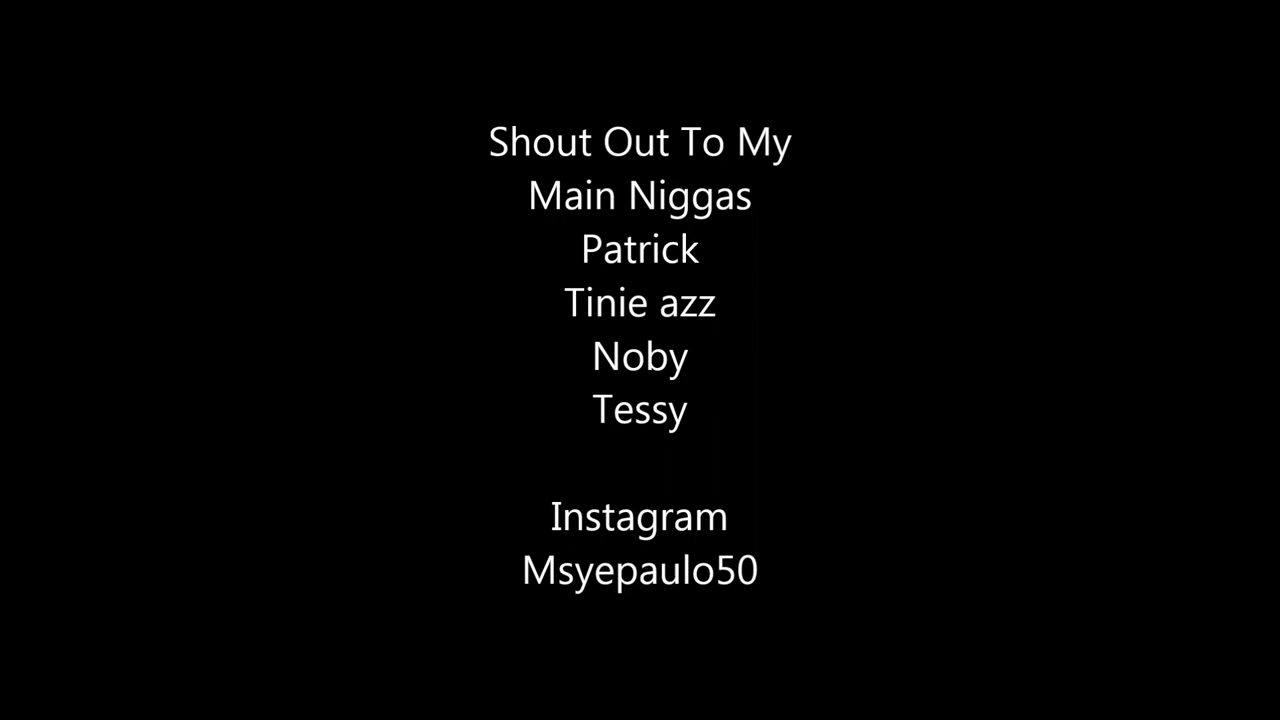 Shout Out To My
Main Niggas
Patrick
Tinie azz
Noby
Tessy
Instagram
Msyepaulo50